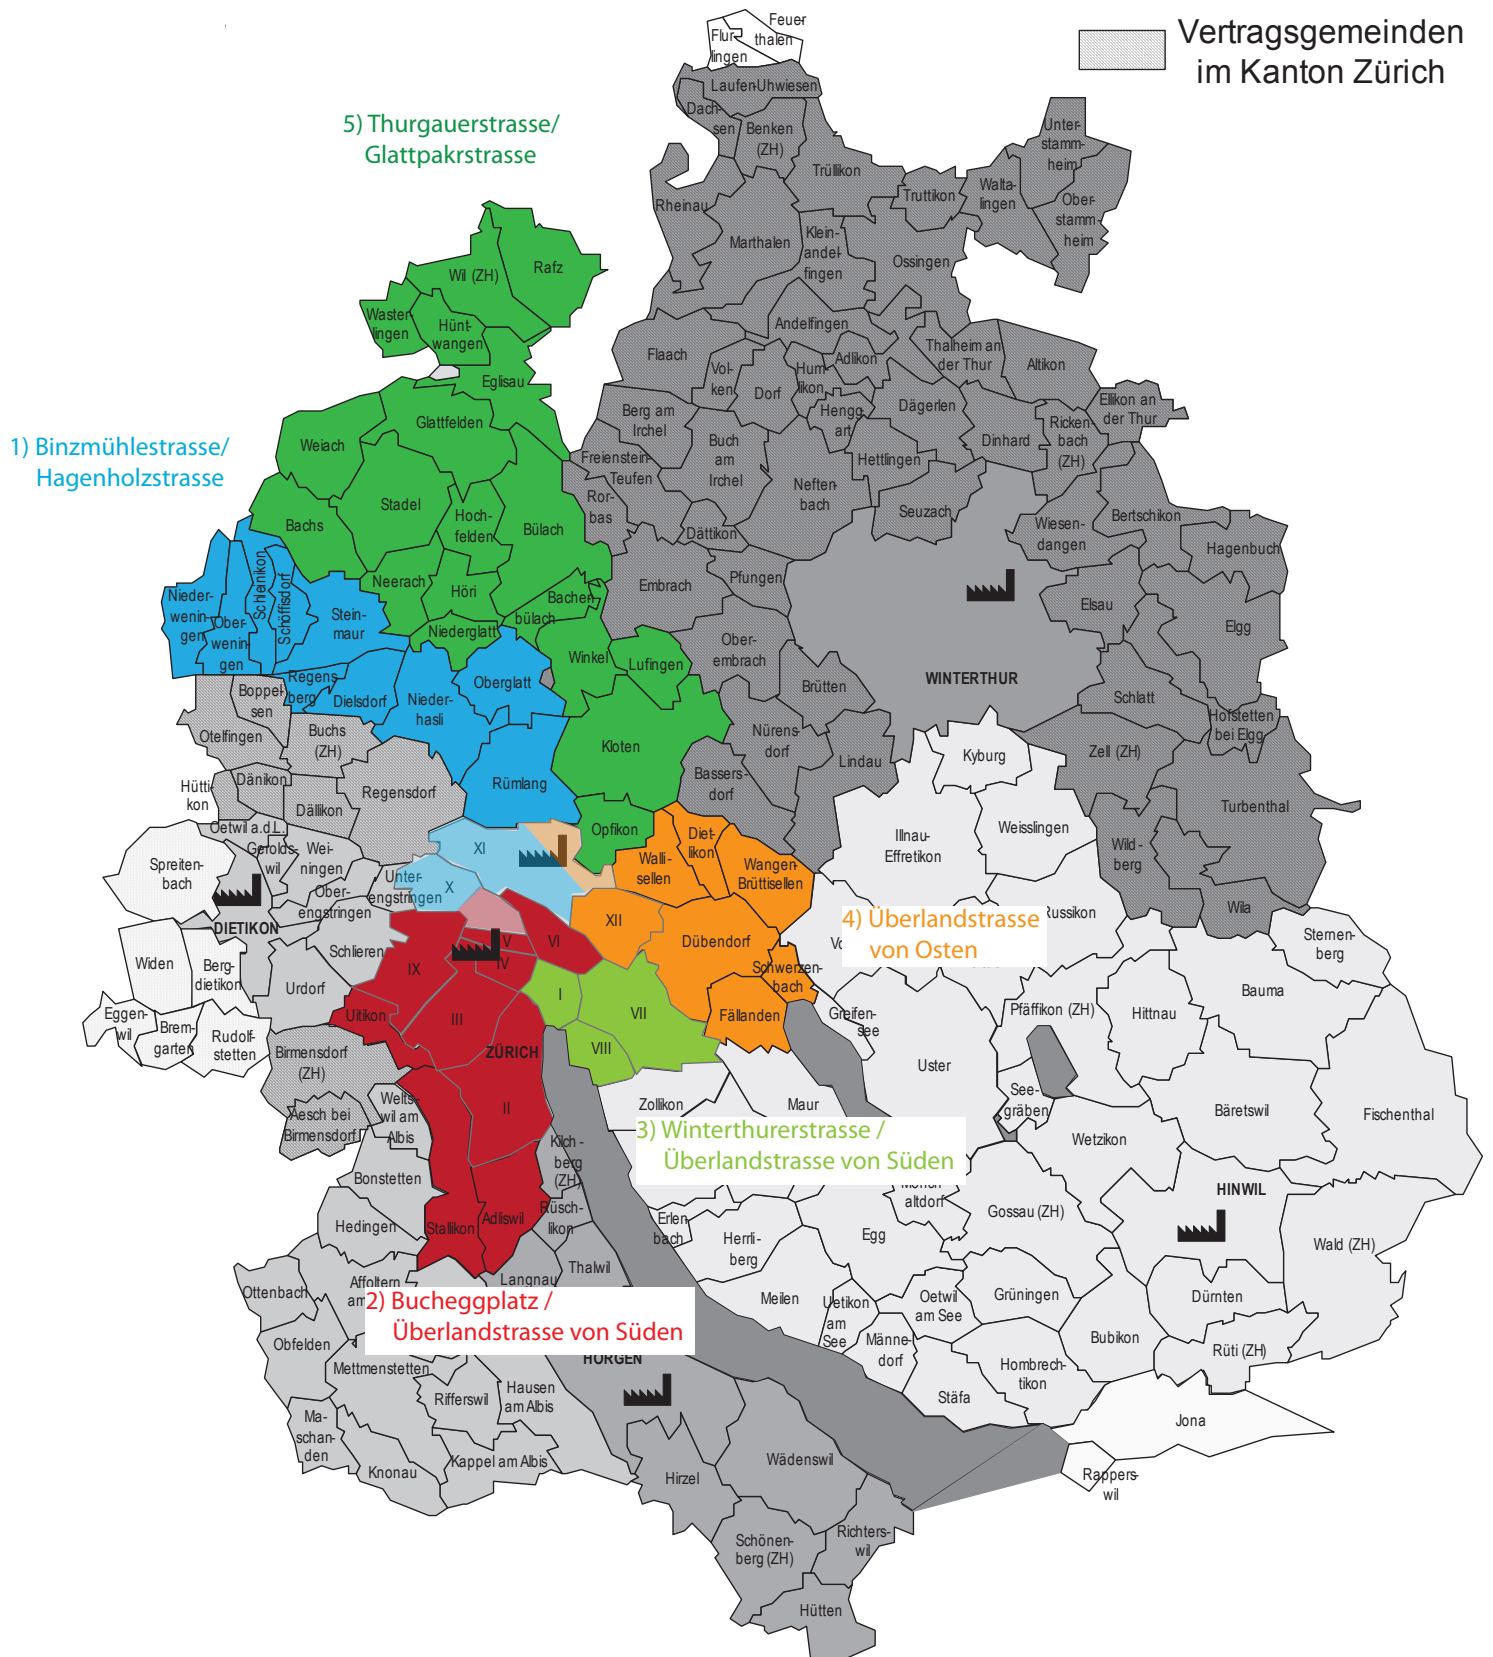 Vertragsgemeinden
im Kanton Zürich
5) Thurgauerstrasse/
Glattpakrstrasse
1) Binzmühlestrasse/
Hagenholzstrasse
4) Überlandstrasse
von Osten
3) Winterthurerstrasse /
Überlandstrasse von Süden
2) Bucheggplatz /
Überlandstrasse von Süden
Feuer-
thalen
Flur-
lingen
Laufen-Uhwiesen
Dach-
sen
Benken
(ZH)
Trüllikon
Truttikon
Walta-
lingen
Unter-
stamm-
heim
Ober-
stamm-
heim
Rheinau
Marthalen
Klein-
andel-
fingen
Ossingen
Wil (ZH)
Rafz
Waster-
lingen
Hünt-
wangen
Eglisau
Andelfingen
Flaach
Vol-
ken
Dorf
Hum-
likon
Adlikon
Thalheim an
der Thur
Altikon
Ellikon an
der Thur
Berg am
Irchel
Buch
am
Irchel
Hengg-
art
Dägerlen
Dinhard
Ricken-
bach
(ZH)
Glattfelden
Weiach
Stadel
Bachs
Hoch-
felden
Bülach
Freienstein-
Teufen
Ror-
bas
Neften-
bach
Hettlingen
Seuzach
Wiesen-
dangen
Bertschikon
Hagenbuch
Dättikon
Pfungen
Embrach
Elsau
Elgg
Neerach
Höri
Bachen-
bülach
Niederglatt
Winkel
Lufingen
Nieder-
wenin-
gen
Ober-
wenin-
gen
Schleinikon
Schöfflisdorf
Stein-
maur
Regens-
berg
Dielsdorf
Nieder-
hasli
Oberglatt
Ober-
embrach
Brütten
WINTERTHUR
Schlatt
Hofstetten
bei Elgg
Boppel-
sen
Otelfingen
Buchs
(ZH)
Kloten
Nürens-
dorf
Lindau
Bassers-
dorf
Kyburg
Zell (ZH)
Turbenthal
Hütti-
kon
Dänikon
Dällikon
Regensdorf
Rümlang
Opfikon
Illnau-
Effretikon
Weisslingen
Wild-
berg
Wila
Oetwil a.d.L.
Gerolds-
wil
Wei-
ningen
Spreiten-
bach
Unter-
engstringen
Ober-
engstringen
XI
X
Walli-
sellen
Diet-
likon
Wangen-
Brüttisellen
DIETIKON
Schlieren
XII
Dübendorf
Russikon
Sternen-
berg
Widen
Berg-
dietikon
Urdorf
IX
V
IV
VI
Schwerzen-
bach
Bauma
Eggen-
wil
Brem-
garten
Rudolf-
stetten
Uitikon
III
I
VII
VIII
Fällanden
Greifen-
see
Pfäffikon (ZH)
Hittnau
Birmensdorf
(ZH)
ZÜRICH
II
Uster
See-
gräben
Bäretswil
Fischenthal
Aesch bei
Birmensdorf
Wetts-
wil am
Albis
Zollikon
Maur
Wetzikon
Bonstetten
Kilch-
berg
(ZH)
HINWIL
Hedingen
Stallikon
Adliswil
Rüsch-
likon
Erlen-
bach
Herrli-
berg
Egg
altdorf
Gossau (ZH)
Wald (ZH)
Ottenbach
Affoltern
am
Langnau
Thalwil
Meilen
Uetikon
am
See
Oetwil
am See
Grüningen
Dürnten
Obfelden
Männe-
dorf
Bubikon
Rüti (ZH)
Mettmenstetten
HORGEN
Rifferswil
Hausen
am Albis
Stäfa
Hombrech-
tikon
Jona
Ma-
schan-
den
Knonau
Kappel am Albis
Hirzel
Wädenswil
Rappers-
wil
Schönen-
berg (ZH)
Richters-
wil
Hütten